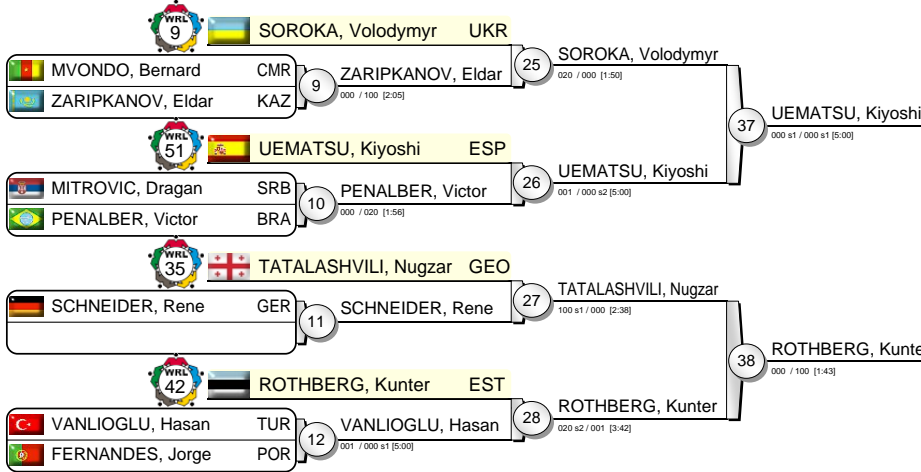 WRL
9
SOROKA, Volodymyr UKR
MVONDO, Bernard CMR
ZARIPKANOV, Eldar KAZ
9
ZARIPKANOV, Eldar
000 / 100 [2:05]
25
SOROKA, Volodymyr
020 / 000 [1:50]
WRL
51
UEMATSU, Kiyoshi ESP
MITROVIC, Dragan SRB
PENALBER, Victor BRA
10
PENALBER, Victor
000 / 020 [1:56]
26
UEMATSU, Kiyoshi
001 / 000 s2 [5:00]
37
UEMATSU, Kiyoshi
000 s1 / 000 s1 [5:00]
WRL
35
TATALASHVILI, Nugzar GEO
SCHNEIDER, Rene GER
11
SCHNEIDER, Rene
27
TATALASHVILI, Nugzar
100 s1 / 000 [2:38]
WRL
42
ROTHBERG, Kunter EST
VANLIOGLU, Hasan TUR
FERNANDES, Jorge POR
12
VANLIOGLU, Hasan
001 / 000 s1 [5:00]
28
ROTHBERG, Kunter
020 s2 / 001 [3:42]
38
ROTHBERG, Kunte
000 / 100 [1:43]